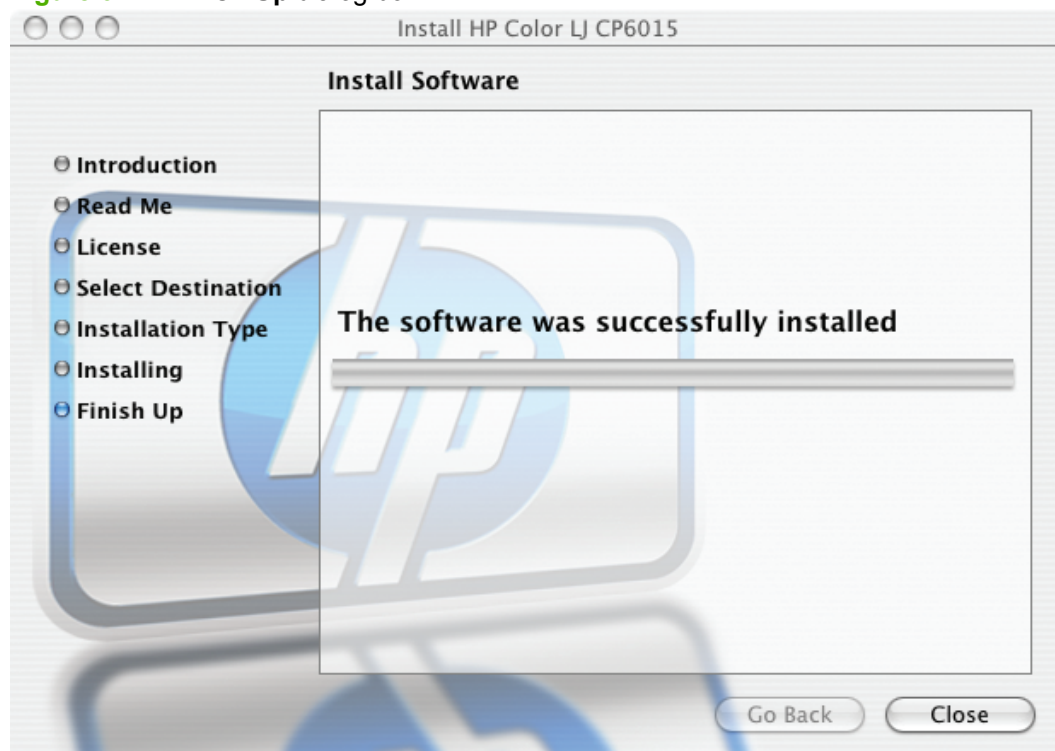 Install HP Color LJ CP6015
Install Software
Introduction
Read Me
License
Select Destination
Installation Type
Installing
Finish Up
The software was successfully installed
hp
Go Back
Close